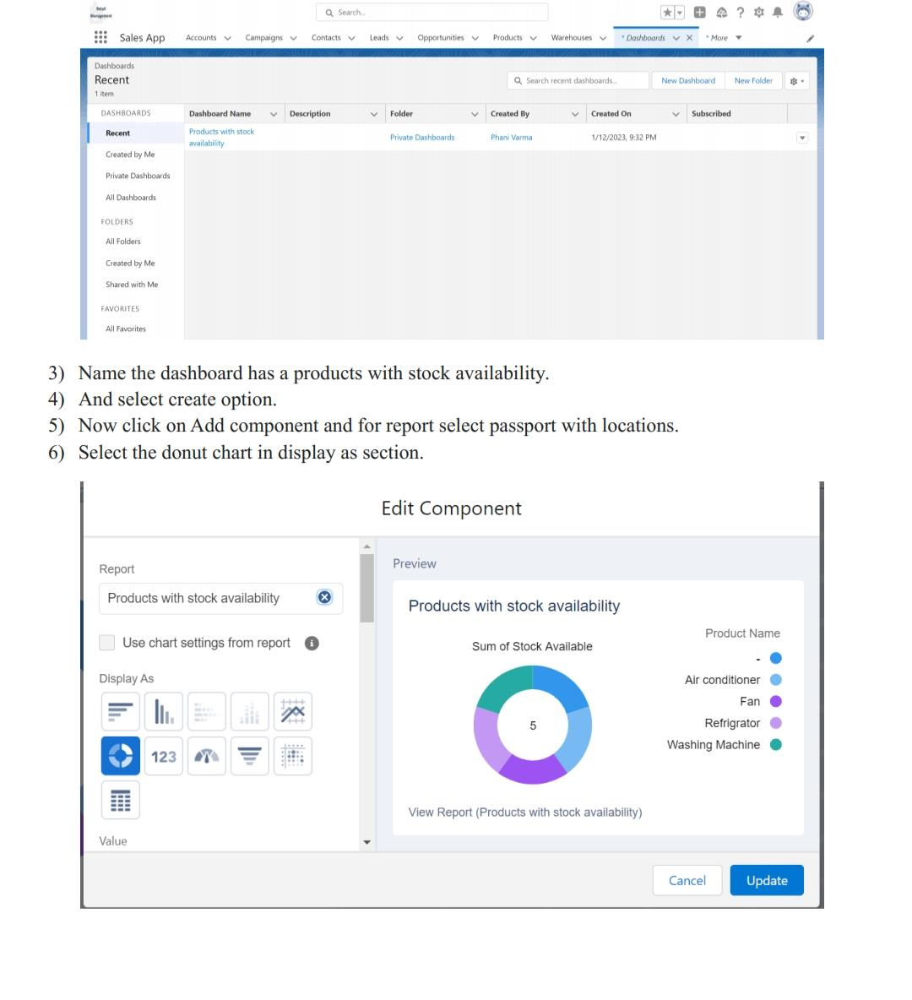 Retail
Management
Search...
Sales App Accounts Campaigns Contacts Leads Opportunities Products Warehouses * Dashboards * More
Dashboards
Recent
1 item
Search recent dashboards...
New Dashboard
New Folder
DASHBOARDS
Dashboard Name Description Folder Created By Created On Subscribed
Recent
Products with stock
availability
Private Dashboards
Phani Varma
1/12/2023, 9:32 PM
Created by Me
Private Dashboards
All Dashboards
FOLDERS
All Folders
Created by Me
Shared with Me
FAVORITES
All Favorites
3) Name the dashboard has a products with stock availability.
4) And select create option.
5) Now click on Add component and for report select passport with locations.
6) Select the donut chart in display as section.
Edit Component
Report
Products with stock availability
Use chart settings from report
Display As
123
Value
Preview
Products with stock availability
Sum of Stock Available
5
Product Name
-
Air conditioner
Fan
Refrigrator
Washing Machine
View Report (Products with stock availability)
Cancel
Update